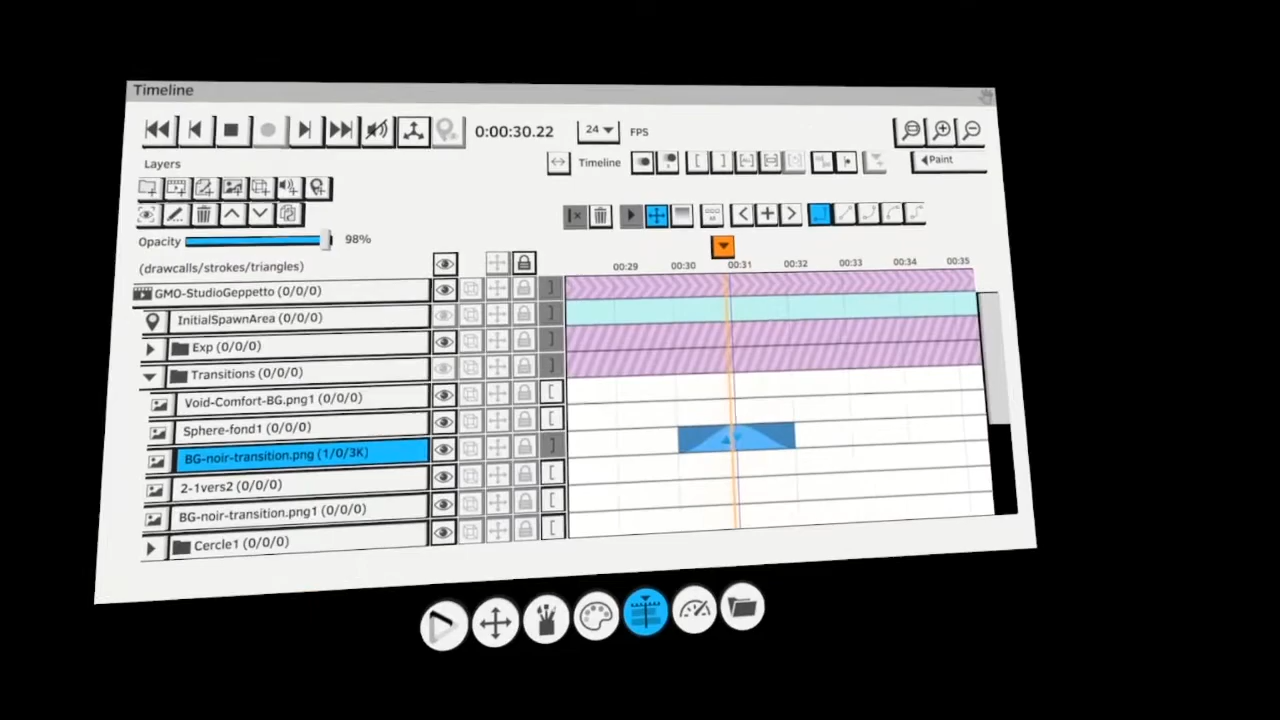 Timeline
0:00:30.22 24 FPS
Layers Timeline Paint
Opacity 98%
(drawcalls/strokes/triangles)
00:29 00:30 00:31 00:32 00:33 00:34 00:35
GMO-StudioGeppetto (0/0/0)
InitialSpawnArea (0/0/0)
Exp (0/0/0)
Transitions (0/0/0)
Void-Comfort-BG.png1 (0/0/0)
Sphere-fond1 (0/0/0)
BG-noir-transition.png (1/0/3K)
2-1vers2 (0/0/0)
BG-noir-transition.png1 (0/0/0)
Cercle1 (0/0/0)